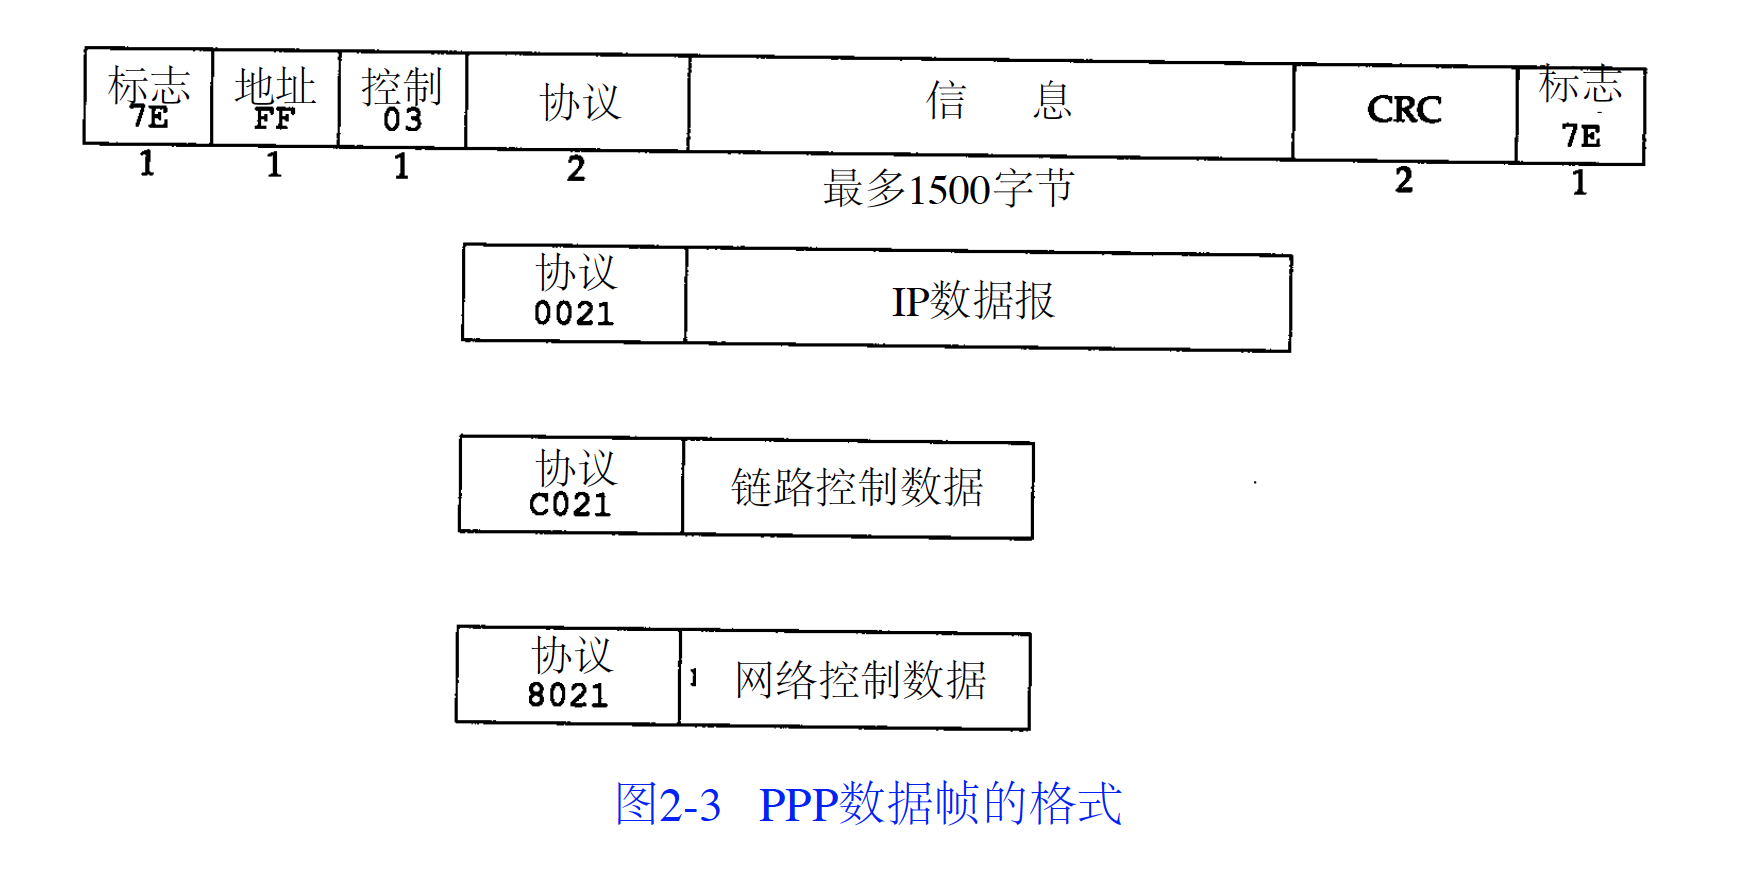 标志 地址 控制 协议 信 息 CRC 标志
7E FF 03 7E
1 1 1 2 最多1500字节 2 1
协议 IP数据报
0021
协议 链路控制数据
C021
协议 1 网络控制数据
8021
图2-3 PPP数据帧的格式